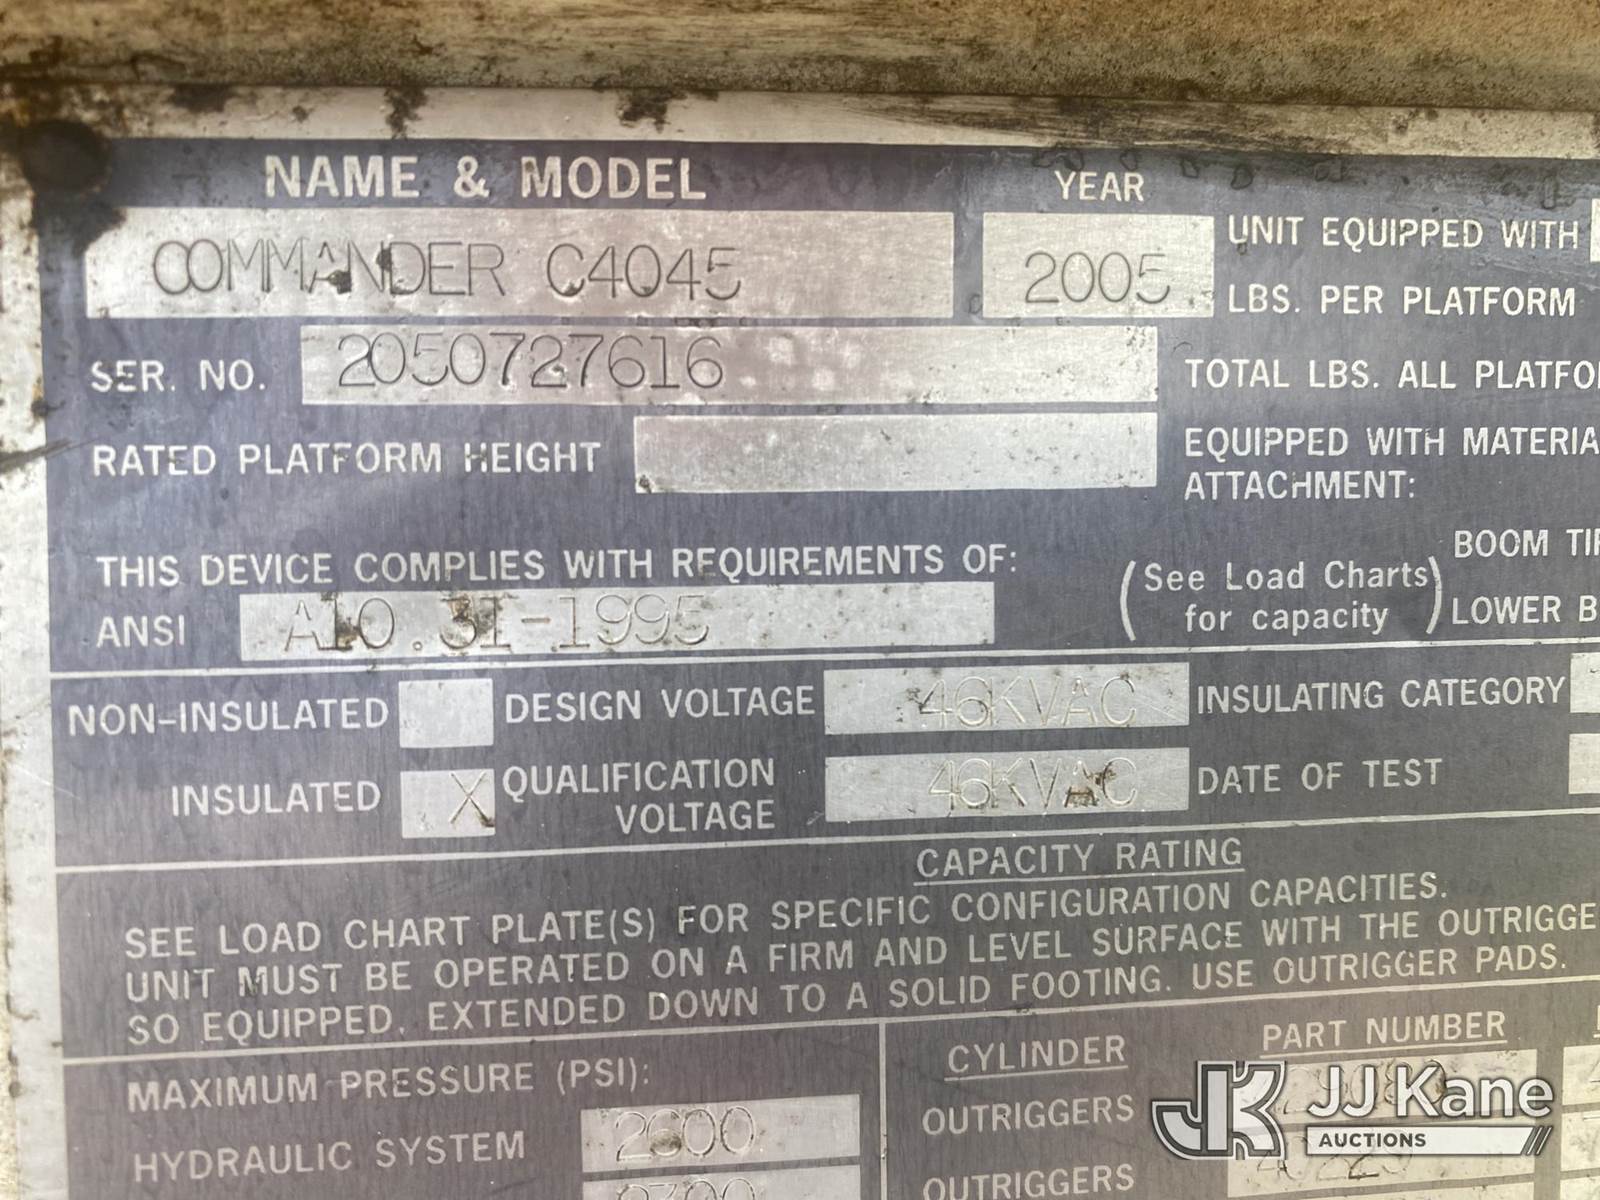 NAME & MODEL
YEAR
COMMANDER C4045
2005
UNIT EQUIPPED WITH
LBS. PER PLATFORM
SER. NO. 2050727616
TOTAL LBS. ALL
RATED PLATFORM HEIGHT
EQUIPPED WITH
ATTACHMENT:
THIS DEVICE COMPLIES WITH REQUIREMENTS OF:
ANSI A10.31-1995
(See Load Charts
for capacity)
BOOM
LOWER
NON-INSULATED
DESIGN VOLTAGE 46KVAC
INSULATING CATEGORY
INSULATED X
QUALIFICATION
VOLTAGE 46KVAC
DATE OF TEST
CAPACITY RATING
SEE LOAD CHART PLATE(S) FOR SPECIFIC CONFIGURATION CAPACITIES.
UNIT MUST BE OPERATED ON A FIRM AND LEVEL SURFACE WITH THE
SO EQUIPPED, EXTENDED DOWN TO A SOLID FOOTING. USE OUTRIGGER PADS.
MAXIMUM PRESSURE (PSI):
HYDRAULIC SYSTEM 2600
CYLINDER
PART NUMBER
OUTRIGGERS
OUTRIGGERS
JK JJ Kane
AUCTIONS